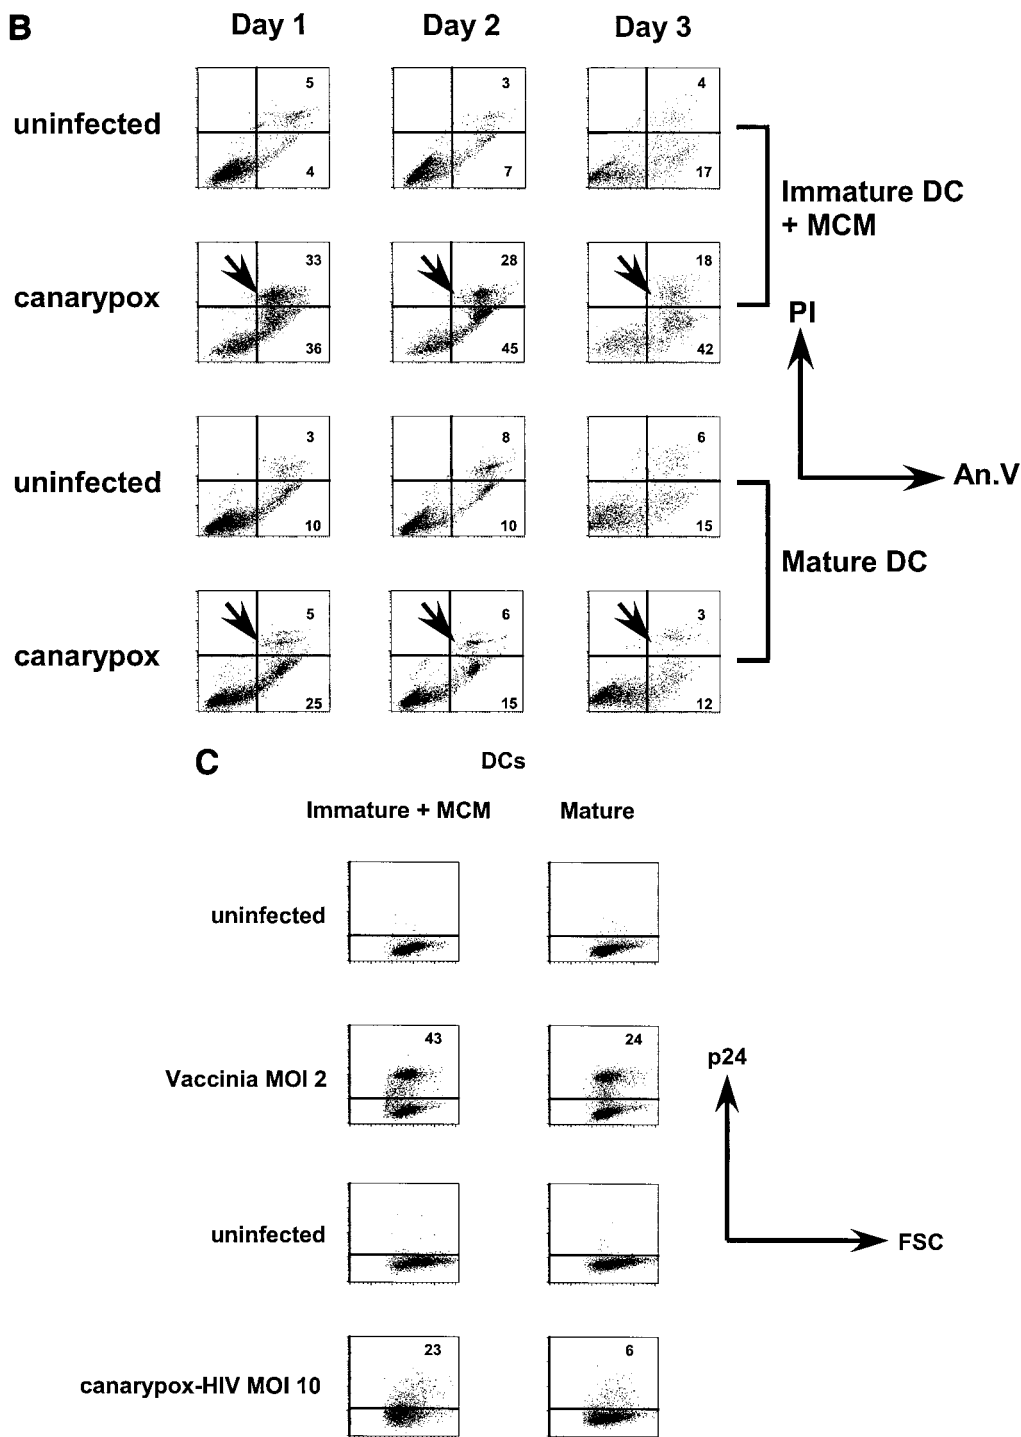 B
Day 1 Day 2 Day 3
uninfected
5 3 4
4 7 17
Immature DC
+ MCM
canarypox
33 28 18
36 45 42
PI
An.V
uninfected
3 8 6
10 10 15
Mature DC
canarypox
5 6 3
25 15 12
C
DCs
Immature + MCM Mature
uninfected
Vaccinia MOI 2
43 24
p24
FSC
uninfected
canarypox-HIV MOI 10
23 6